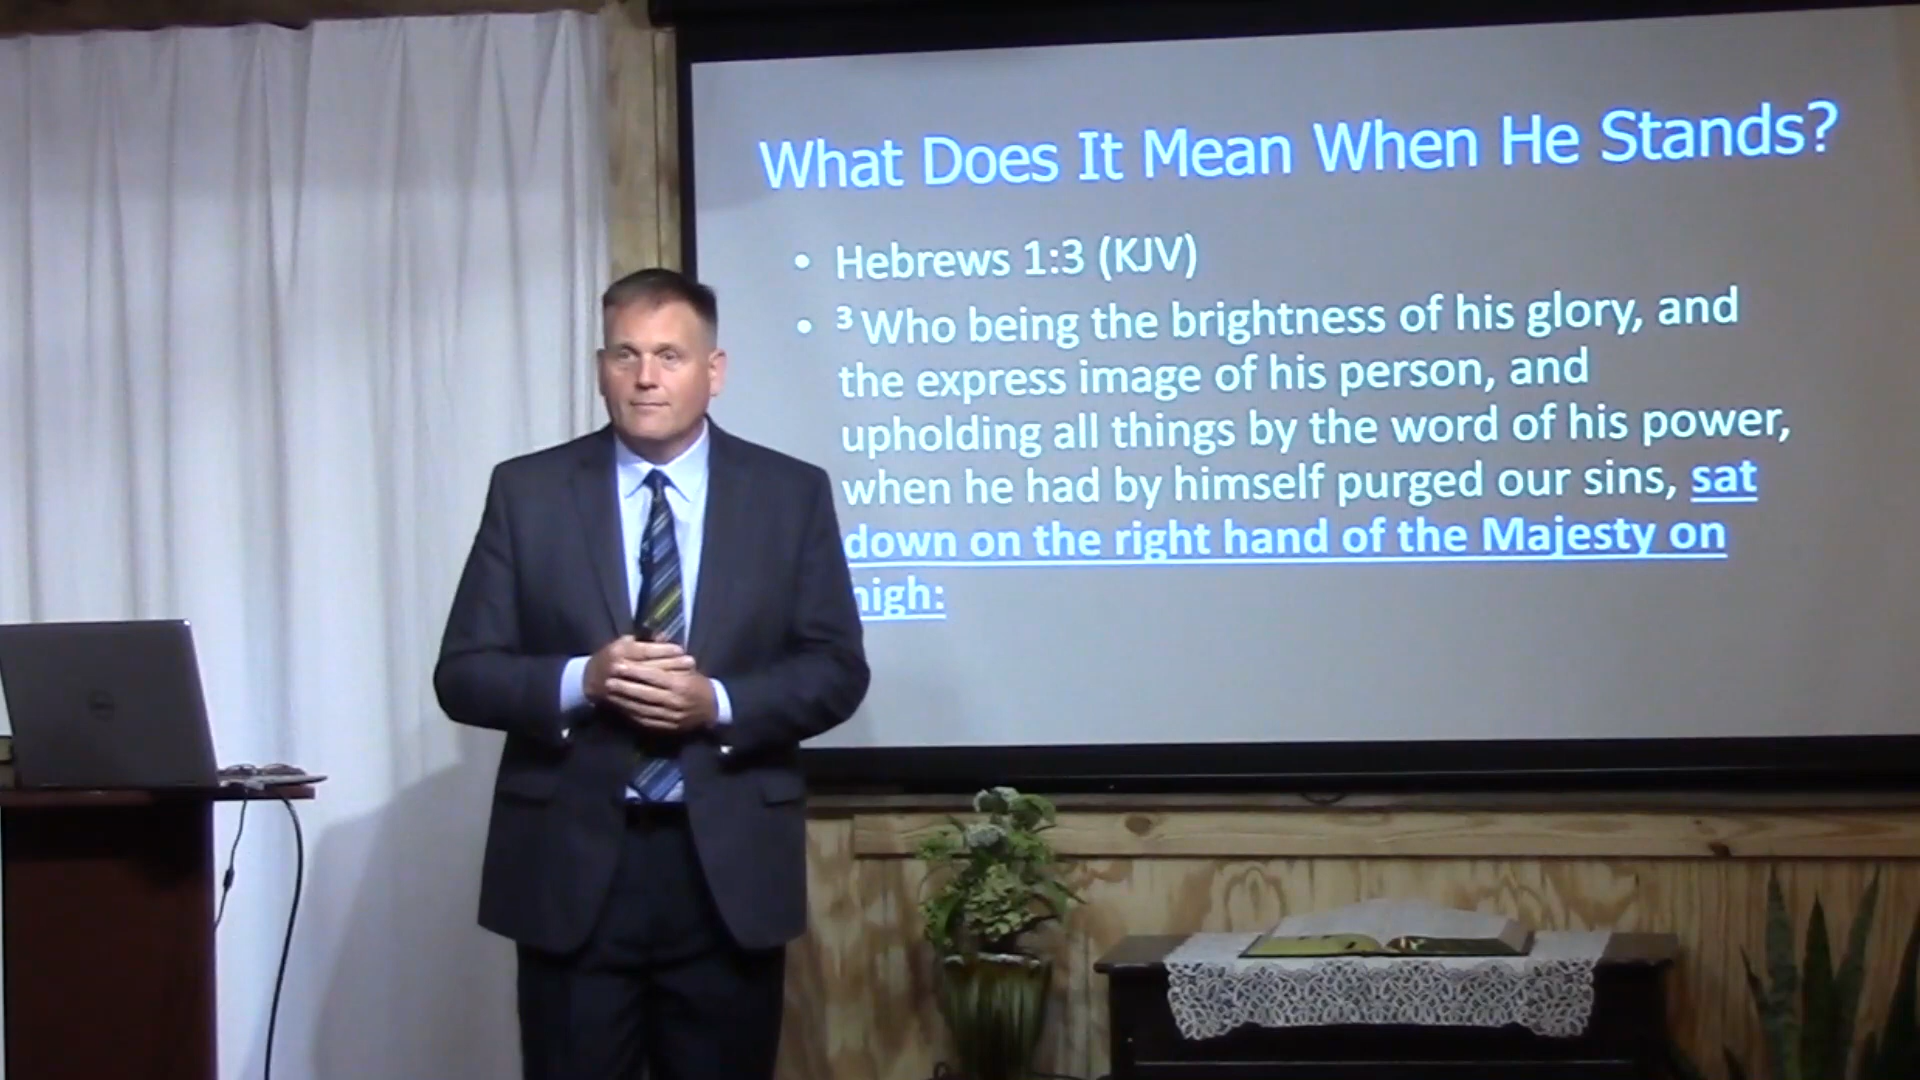 What Does It Mean When He Stands?
• Hebrews 1:3 (KJV)
• ³ Who being the brightness of his glory, and
the express image of his person, and
upholding all things by the word of his power,
when he had by himself purged our sins, sat
down on the right hand of the Majesty on
high: